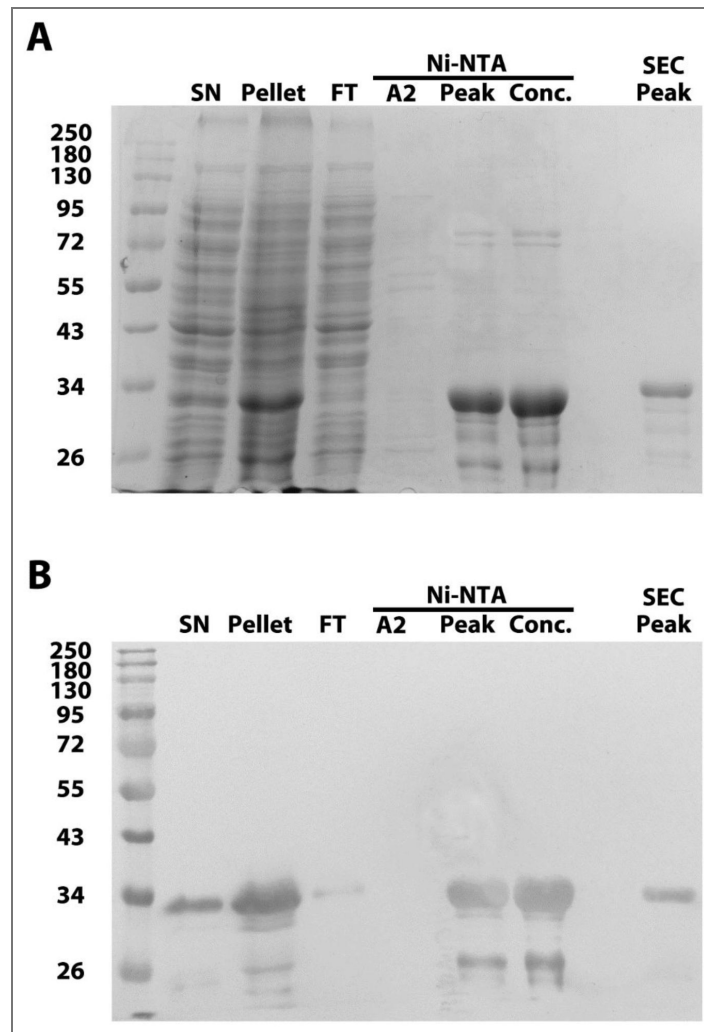 A
Ni-NTA
SEC
SN Pellet FT A2 Peak Conc. Peak
250
180
130
95
72
55
43
34
26
B
Ni-NTA
SEC
SN Pellet FT A2 Peak Conc. Peak
250
180
130
95
72
55
43
34
26